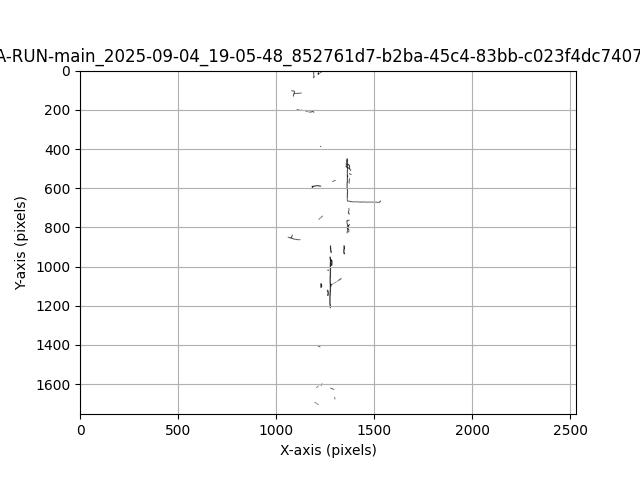 A-RUN-main_2025-09-04_19-05-48_852761d7-b2ba-45c4-83bb-c023f4dc7407
0
200
400
600
800
1000
1200
1400
1600
Y-axis (pixels)
0 500 1000 1500 2000 2500
X-axis (pixels)